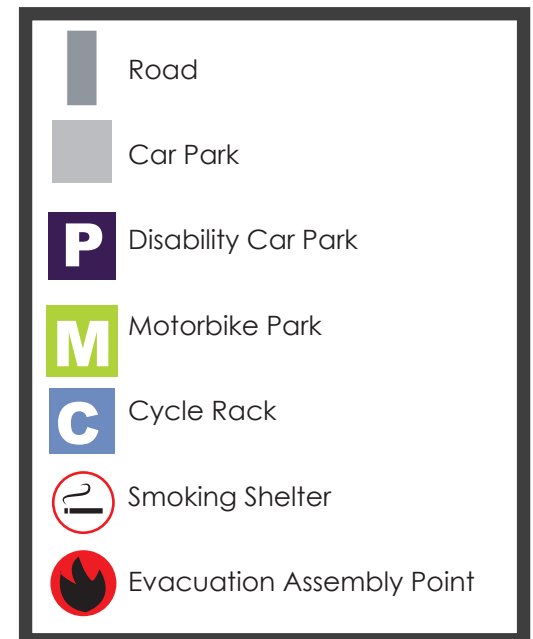 Road
Car Park
P Disability Car Park
M Motorbike Park
C Cycle Rack
Smoking Shelter
Evacuation Assembly Point